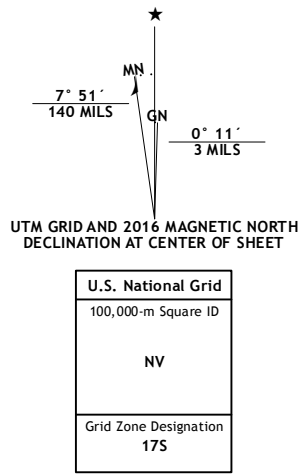 ★
MN
7° 51´
140 MILS
GN
0° 11´
3 MILS
UTM GRID AND 2016 MAGNETIC NORTH
DECLINATION AT CENTER OF SHEET
U.S. National Grid
100,000-m Square ID
NV
Grid Zone Designation
17S